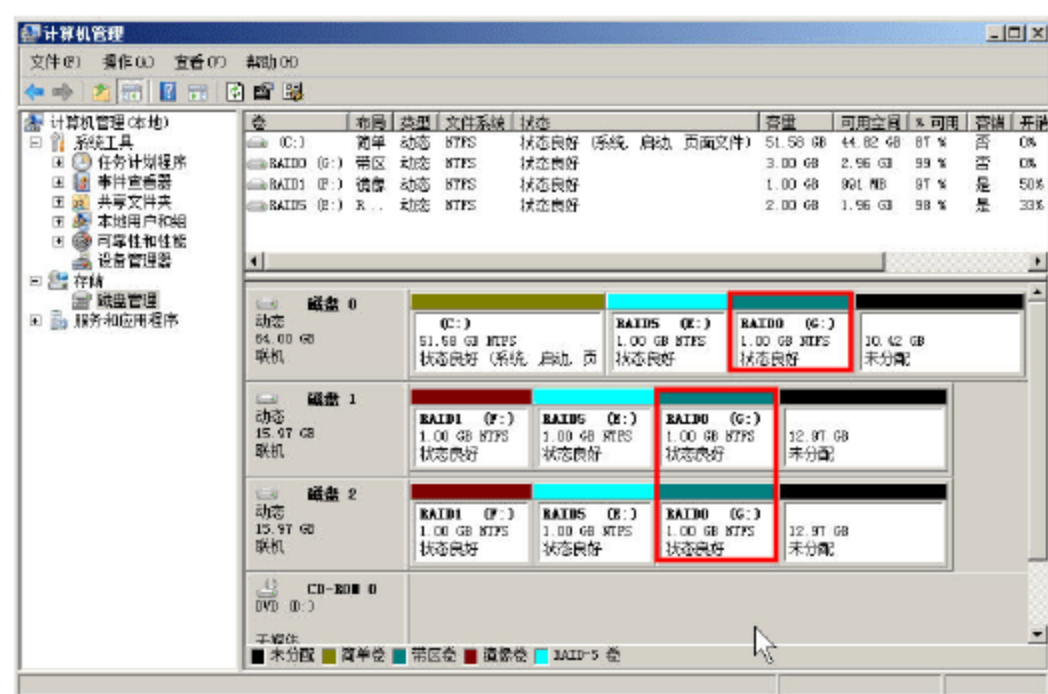 计算机管理
文件(F) 操作(A) 查看(V) 帮助(H)
计算机管理(本地)
系统工具
任务计划程序
事件查看器
共享文件夹
本地用户和组
可靠性和性能
设备管理器
存储
磁盘管理
服务和应用程序
卷 布局 类型 文件系统 状态 容量 可用空间 % 可用 容错 开销
(C:) 简单 动态 NTFS 状态良好 (系统, 启动, 页面文件) 51.58 GB 44.82 GB 87 % 否 0%
RAID0 (G:) 带区 动态 NTFS 状态良好 3.00 GB 2.96 GB 99 % 否 0%
RAID1 (F:) 镜像 动态 NTFS 状态良好 1.00 GB 991 MB 97 % 是 50%
RAID5 (E:) R... 动态 NTFS 状态良好 2.00 GB 1.96 GB 98 % 是 33%
磁盘 0
动态
64.00 GB
联机
(C:)
51.58 GB NTFS
状态良好 (系统, 启动, 页
RAID5 (E:)
1.00 GB NTFS
状态良好
RAID0 (G:)
1.00 GB NTFS
状态良好
10.42 GB
未分配
磁盘 1
动态
15.97 GB
联机
RAID1 (F:)
1.00 GB NTFS
状态良好
RAID5 (E:)
1.00 GB NTFS
状态良好
RAID0 (G:)
1.00 GB NTFS
状态良好
12.97 GB
未分配
磁盘 2
动态
15.97 GB
联机
RAID1 (F:)
1.00 GB NTFS
状态良好
RAID5 (E:)
1.00 GB NTFS
状态良好
RAID0 (G:)
1.00 GB NTFS
状态良好
12.97 GB
未分配
CD-ROM 0
DVD (D:)
无媒体
未分配 简单卷 带区卷 镜像卷 RAID-5 卷